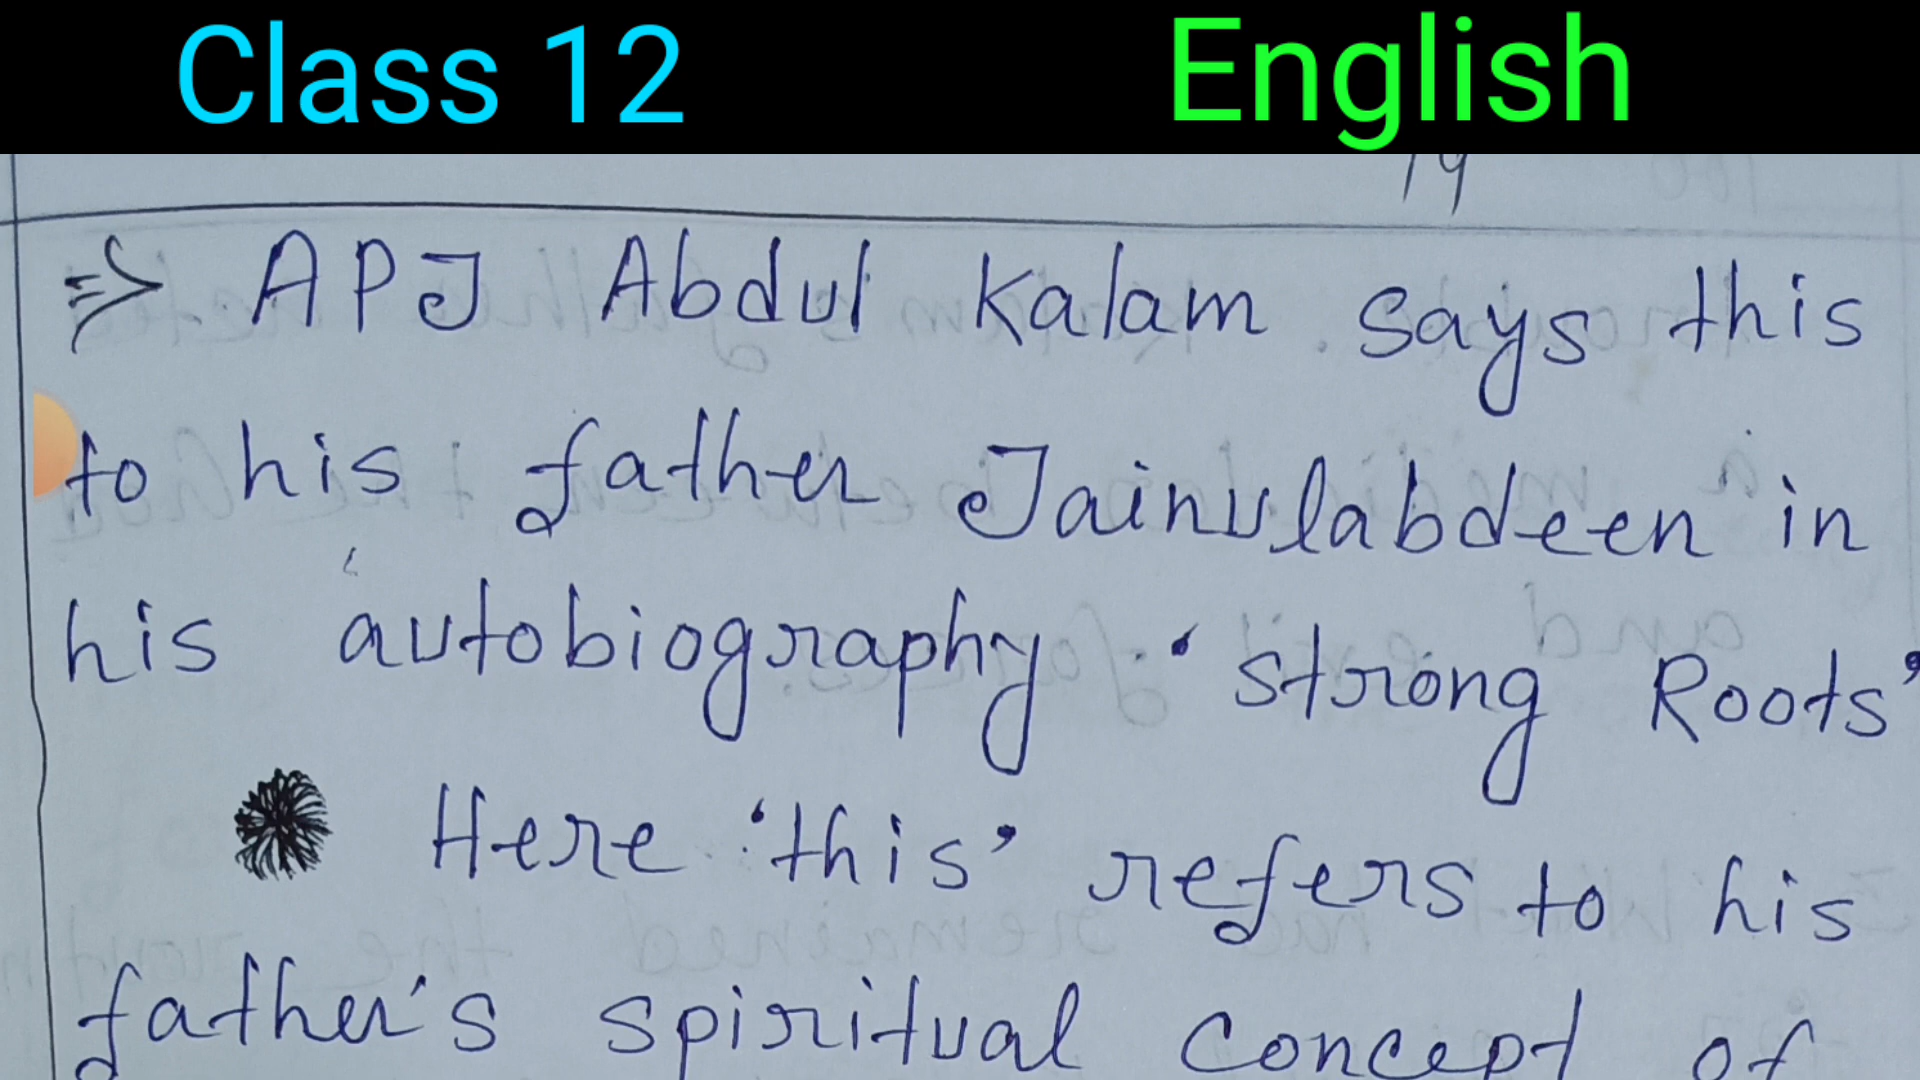 Class 12 English
19
⇒ APJ Abdul Kalam says this
to his father Jainulabdeen in
his autobiography 'Strong Roots'
Here 'this' refers to his
father's spiritual concept of